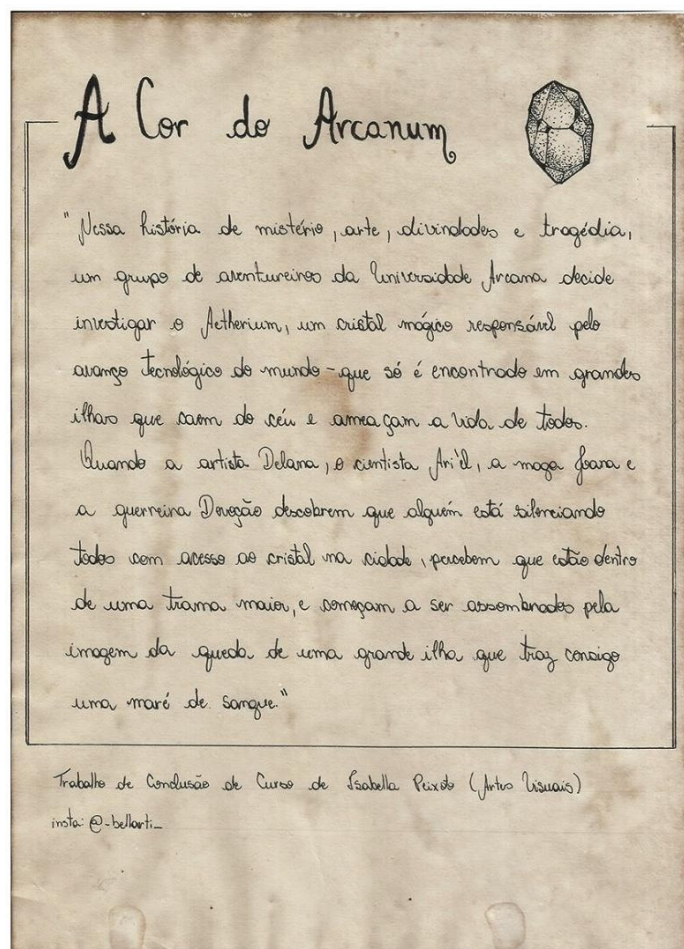 A Cor do Arcanum
"Nessa história de mistério, arte, divindades e tragédia,
um grupo de aventureiros da Universidade Arcana decide
investigar o Aetherium, um cristal mágico responsável pelo
avanço tecnológico do mundo - que só é encontrado em grandes
ilhas que caem do céu e ameaçam a vida de todos.
Quando a artista Delana, o cientista Ari'el, a maga Joana e
a guerreira Devoção descobrem que alguém está silenciando
todos com acesso ao cristal na cidade, percebem que estão dentro
de uma trama maior, e começam a ser assombrados pela
imagem da queda de uma grande ilha que traz consigo
uma maré de sangue."
Trabalho de Conclusão de Curso de Isabella Peixoto (Artes Visuais)
insta: @-bellarti_